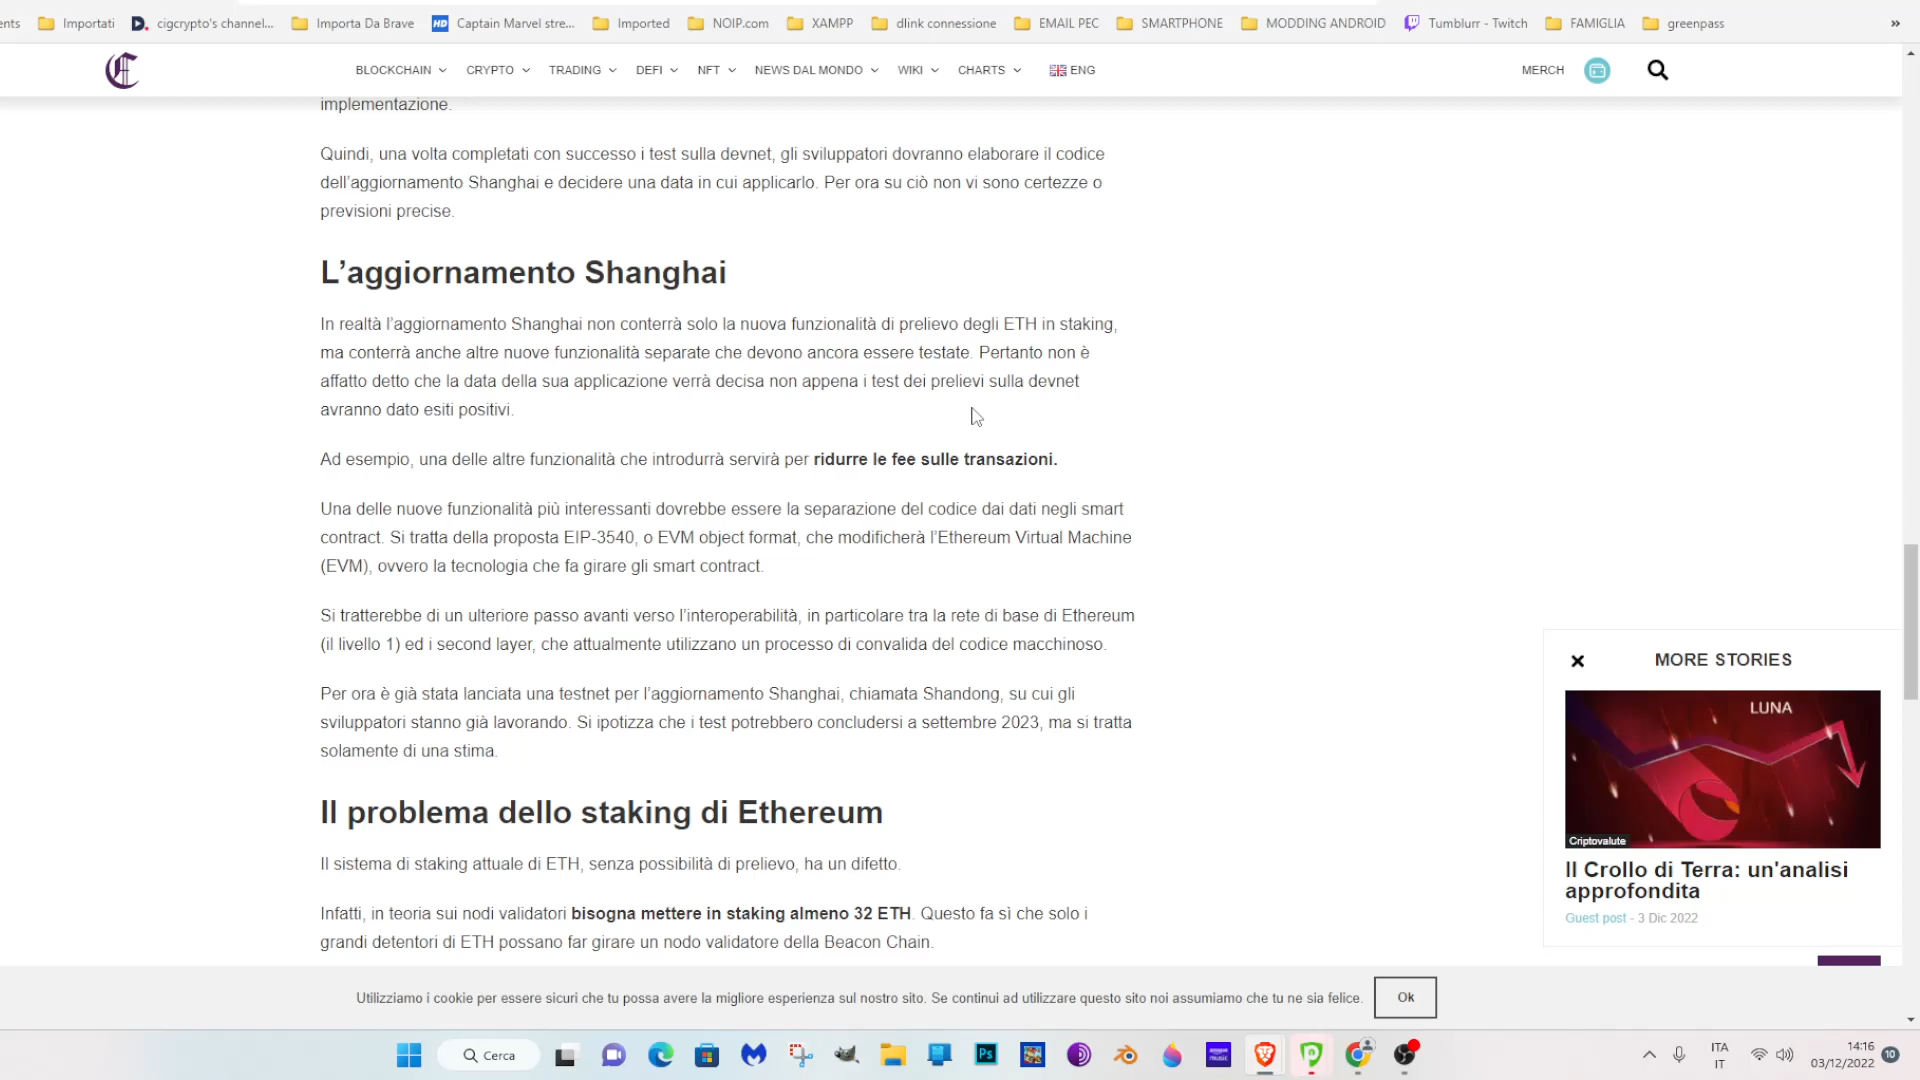 ents Importati cigcrypto's channel... Importa Da Brave HD Captain Marvel stre... Imported NOIP.com XAMPP dlink connessione EMAIL PEC SMARTPHONE MODDING ANDROID Tumblurr - Twitch FAMIGLIA greenpass »
BLOCKCHAIN CRYPTO TRADING DEFI NFT NEWS DAL MONDO WIKI CHARTS ENG MERCH
implementazione.
Quindi, una volta completati con successo i test sulla devnet, gli sviluppatori dovranno elaborare il codice
dell’aggiornamento Shanghai e decidere una data in cui applicarlo. Per ora su ciò non vi sono certezze o
previsioni precise.
L’aggiornamento Shanghai
In realtà l’aggiornamento Shanghai non conterrà solo la nuova funzionalità di prelievo degli ETH in staking,
ma conterrà anche altre nuove funzionalità separate che devono ancora essere testate. Pertanto non è
affatto detto che la data della sua applicazione verrà decisa non appena i test dei prelievi sulla devnet
avranno dato esiti positivi.
Ad esempio, una delle altre funzionalità che introdurrà servirà per ridurre le fee sulle transazioni.
Una delle nuove funzionalità più interessanti dovrebbe essere la separazione del codice dai dati negli smart
contract. Si tratta della proposta EIP-3540, o EVM object format, che modificherà l’Ethereum Virtual Machine
(EVM), ovvero la tecnologia che fa girare gli smart contract.
Si tratterebbe di un ulteriore passo avanti verso l’interoperabilità, in particolare tra la rete di base di Ethereum
(il livello 1) ed i second layer, che attualmente utilizzano un processo di convalida del codice macchinoso.
Per ora è già stata lanciata una testnet per l’aggiornamento Shanghai, chiamata Shandong, su cui gli
sviluppatori stanno già lavorando. Si ipotizza che i test potrebbero concludersi a settembre 2023, ma si tratta
solamente di una stima.
Il problema dello staking di Ethereum
Il sistema di staking attuale di ETH, senza possibilità di prelievo, ha un difetto.
Infatti, in teoria sui nodi validatori bisogna mettere in staking almeno 32 ETH. Questo fa sì che solo i
grandi detentori di ETH possano far girare un nodo validatore della Beacon Chain.
MORE STORIES
LUNA
Criptovalute
Il Crollo di Terra: un'analisi
approfondita
Guest post - 3 Dic 2022
Utilizziamo i cookie per essere sicuri che tu possa avere la migliore esperienza sul nostro sito. Se continui ad utilizzare questo sito noi assumiamo che tu ne sia felice. Ok
Cerca
Ps
amazon music
ITA
IT
14:16
03/12/2022
10